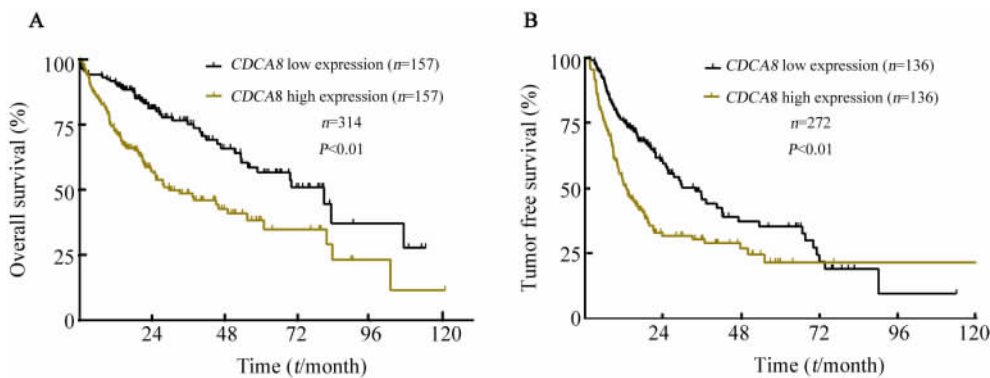 A
Overall survival (%)
100
75
50
25
0
CDCA8 low expression (n=157)
CDCA8 high expression (n=157)
n=314
P<0.01
24 48 72 96 120
Time (t/month)
B
Tumor free survival (%)
100
75
50
25
0
CDCA8 low expression (n=136)
CDCA8 high expression (n=136)
n=272
P<0.01
24 48 72 96 120
Time (t/month)